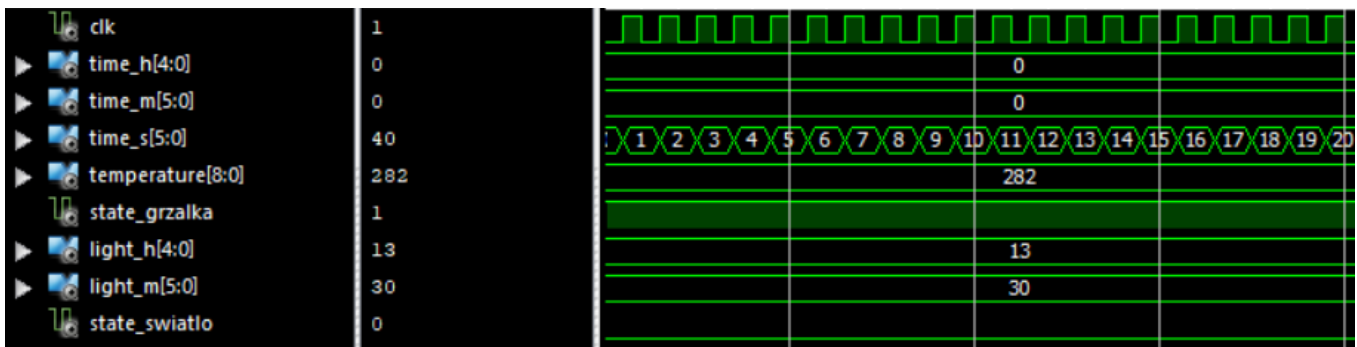 clk 1
time_h[4:0] 0 0
time_m[5:0] 0 0
time_s[5:0] 40 1 2 3 4 5 6 7 8 9 10 11 12 13 14 15 16 17 18 19 20
temperature[8:0] 282 282
state_grzalka 1
light_h[4:0] 13 13
light_m[5:0] 30 30
state_swiatlo 0